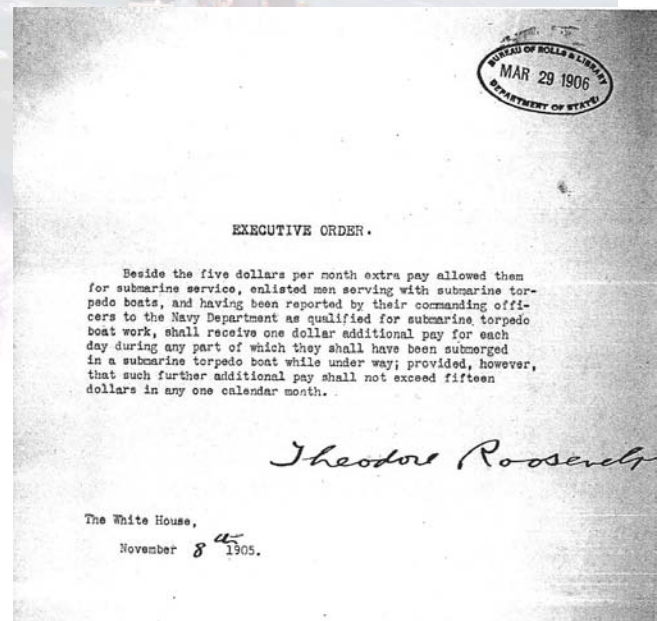 BUREAU OF ROLLS & LIBRARY
MAR 29 1906
DEPARTMENT OF STATE.
EXECUTIVE ORDER.
Beside the five dollars per month extra pay allowed them
for submarine service, enlisted men serving with submarine tor-
pedo boats, and having been reported by their commanding offi-
cers to the Navy Department as qualified for submarine torpedo
boat work, shall receive one dollar additional pay for each
day during any part of which they shall have been submerged
in a submarine torpedo boat while under way; provided, however,
that such further additional pay shall not exceed fifteen
dollars in any one calendar month.
Theodore Roosevelt
The White House,
November 8th 1905.